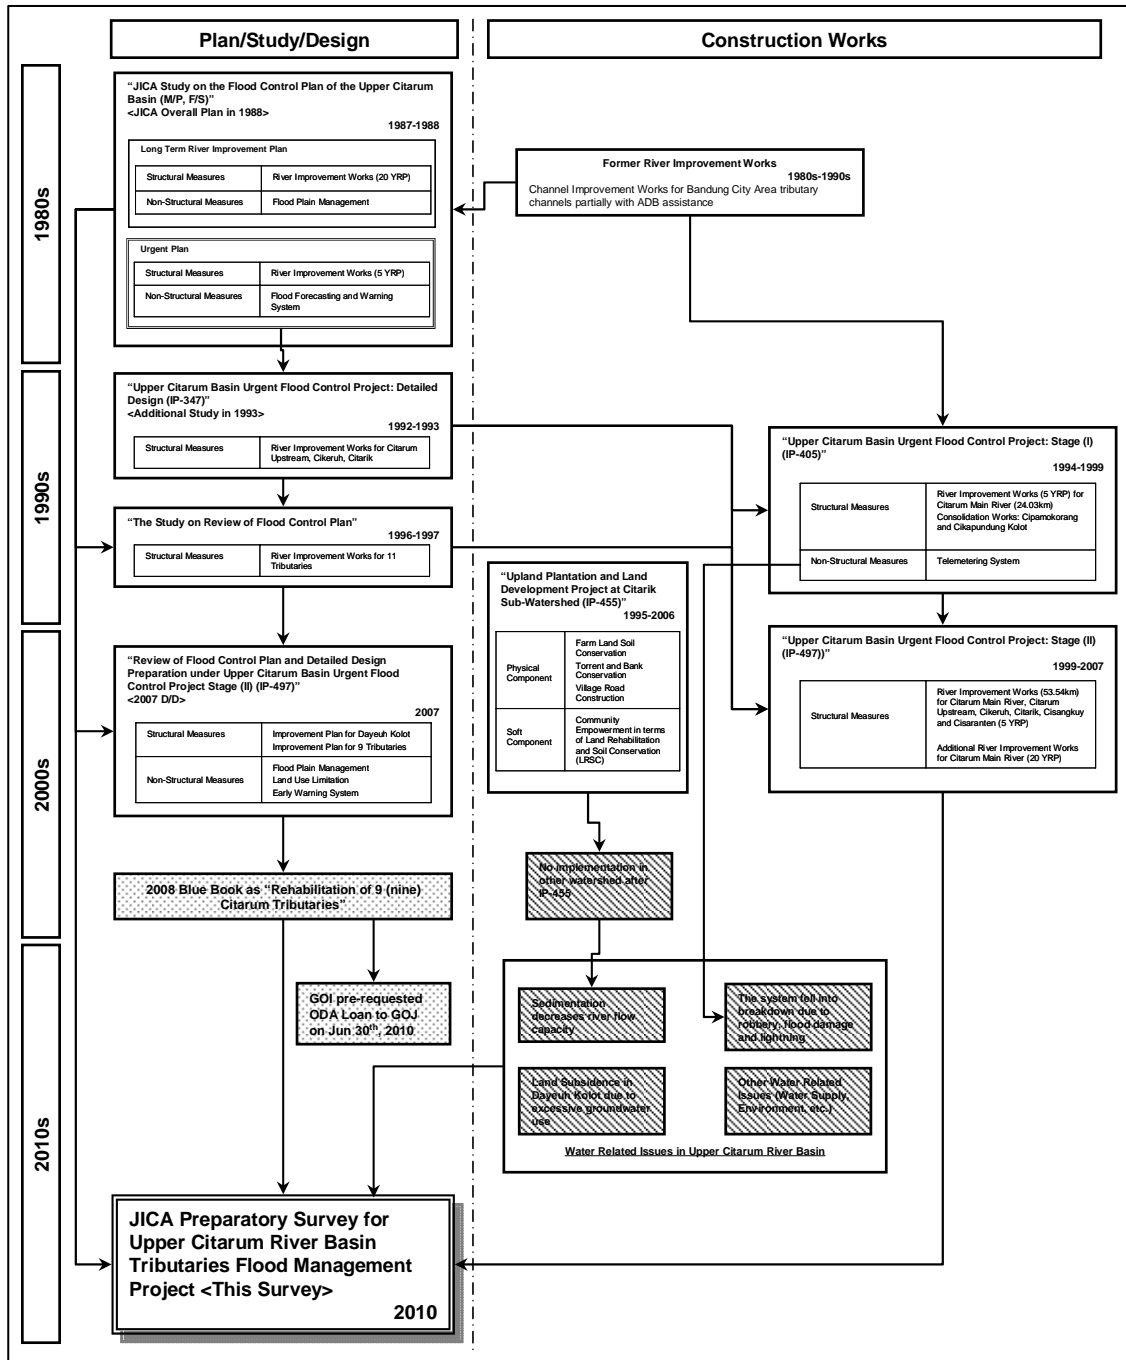 Plan/Study/Design
Construction Works
1980s
"JICA Study on the Flood Control Plan of the Upper Citarum
Basin (M/P, F/S)"
<JICA Overall Plan in 1988>
1987-1988
Long Term River Improvement Plan
Structural Measures
River Improvement Works (20 YRP)
Non-Structural Measures
Flood Plain Management
Urgent Plan
Structural Measures
River Improvement Works (5 YRP)
Non-Structural Measures
Flood Forecasting and Warning
System
Former River Improvement Works
1980s-1990s
Channel Improvement Works for Bandung City Area tributary
channels partially with ADB assistance
1990s
"Upper Citarum Basin Urgent Flood Control Project: Detailed
Design (IP-347)"
<Additional Study in 1993>
1992-1993
Structural Measures
River Improvement Works for Citarum
Upstream, Cikeruh, Citarik
"The Study on Review of Flood Control Plan"
1996-1997
Structural Measures
River Improvement Works for 11
Tributaries
"Upper Citarum Basin Urgent Flood Control Project: Stage (I)
(IP-405)"
1994-1999
Structural Measures
River Improvement Works (5 YRP) for
Citarum Main River (24.03km)
Consolidation Works: Cipamokorang
and Cikapundung Kolot
Non-Structural Measures
Telemetering System
"Upland Plantation and Land
Development Project at Citarik
Sub-Watershed (IP-455)"
1995-2006
Physical
Component
Farm Land Soil
Conservation
Torrent and Bank
Conservation
Village Road
Construction
Soft
Component
Community
Empowerment in terms
of Land Rehabilitation
and Soil Conservation
(LRSC)
"Upper Citarum Basin Urgent Flood Control Project: Stage (II)
(IP-497))"
1999-2007
Structural Measures
River Improvement Works (53.54km)
for Citarum Main River, Citarum
Upstream, Cikeruh, Citarik, Cisangkuy
and Cisaranten (5 YRP)
Additional River Improvement Works
for Citarum Main River (20 YRP)
2000s
"Review of Flood Control Plan and Detailed Design
Preparation under Upper Citarum Basin Urgent Flood
Control Project Stage (II) (IP-497)"
<2007 D/D>
2007
Structural Measures
Improvement Plan for Dayeuh Kolot
Improvement Plan for 9 Tributaries
Non-Structural Measures
Flood Plain Management
Land Use Limitation
Early Warning System
2008 Blue Book as "Rehabilitation of 9 (nine)
Citarum Tributaries"
No implementation in
other watershed after
IP-455
2010s
GOI pre-requested
ODA Loan to GOJ
on Jun 30th, 2010
Sedimentation
decreases river flow
capacity
The system fell into
breakdown due to
robbery, flood damage
and lightning
Land Subsidence in
Dayeuh Kolot due to
excessive groundwater
use
Other Water Related
Issues (Water Supply,
Environment, etc.)
Water Related Issues in Upper Citarum River Basin
JICA Preparatory Survey for
Upper Citarum River Basin
Tributaries Flood Management
Project <This Survey>
2010